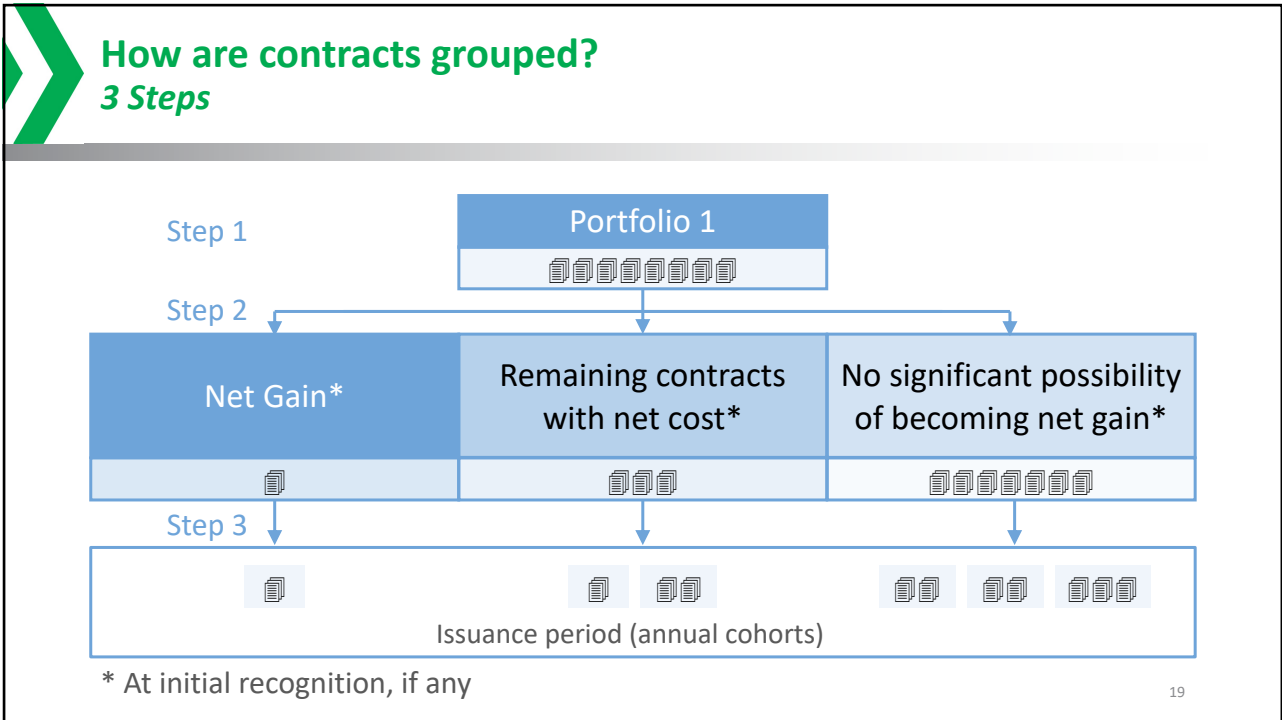 How are contracts grouped?
3 Steps
Step 1
Portfolio 1
Step 2
Net Gain*
Remaining contracts
with net cost*
No significant possibility
of becoming net gain*
Step 3
Issuance period (annual cohorts)
* At initial recognition, if any
19